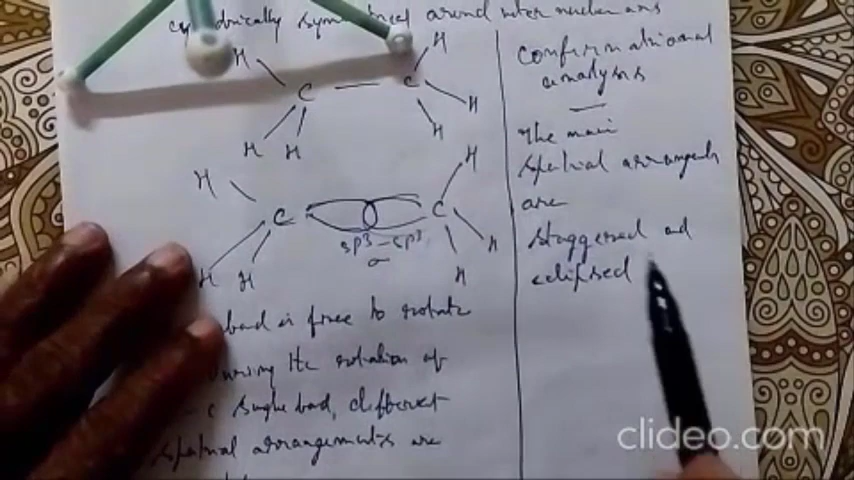 cylindrically symmetrical around inter nuclear axis
H H
C — C
H
H H H
H H
C C
sp3-sp3
σ
H H H H
bond is free to rotate
during the rotation of
- C single bond, different
spatial arrangements are
conformational
analysis
The main
spatial arrangements
are
staggered and
eclipsed
clideo.com